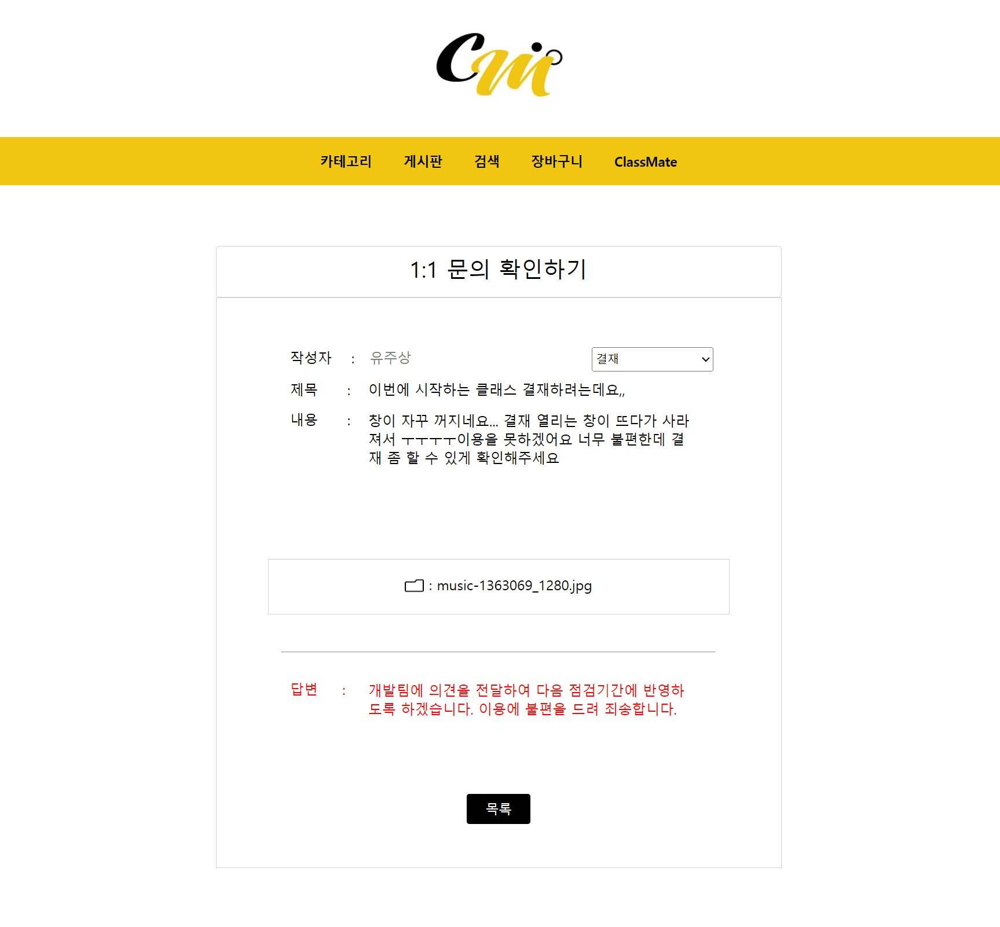 Cm
카테고리 게시판 검색 장바구니 ClassMate
1:1 문의 확인하기
작성자 : 유주상 결재
제목 : 이번에 시작하는 클래스 결재하려는데요,,
내용 : 창이 자꾸 꺼지네요... 결재 열리는 창이 뜨다가 사라
져서 ㅜㅜㅜㅜ이용을 못하겠어요 너무 불편한데 결
재 좀 할 수 있게 확인해주세요
: music-1363069_1280.jpg
답변 : 개발팀에 의견을 전달하여 다음 점검기간에 반영하
도록 하겠습니다. 이용에 불편을 드려 죄송합니다.
목록